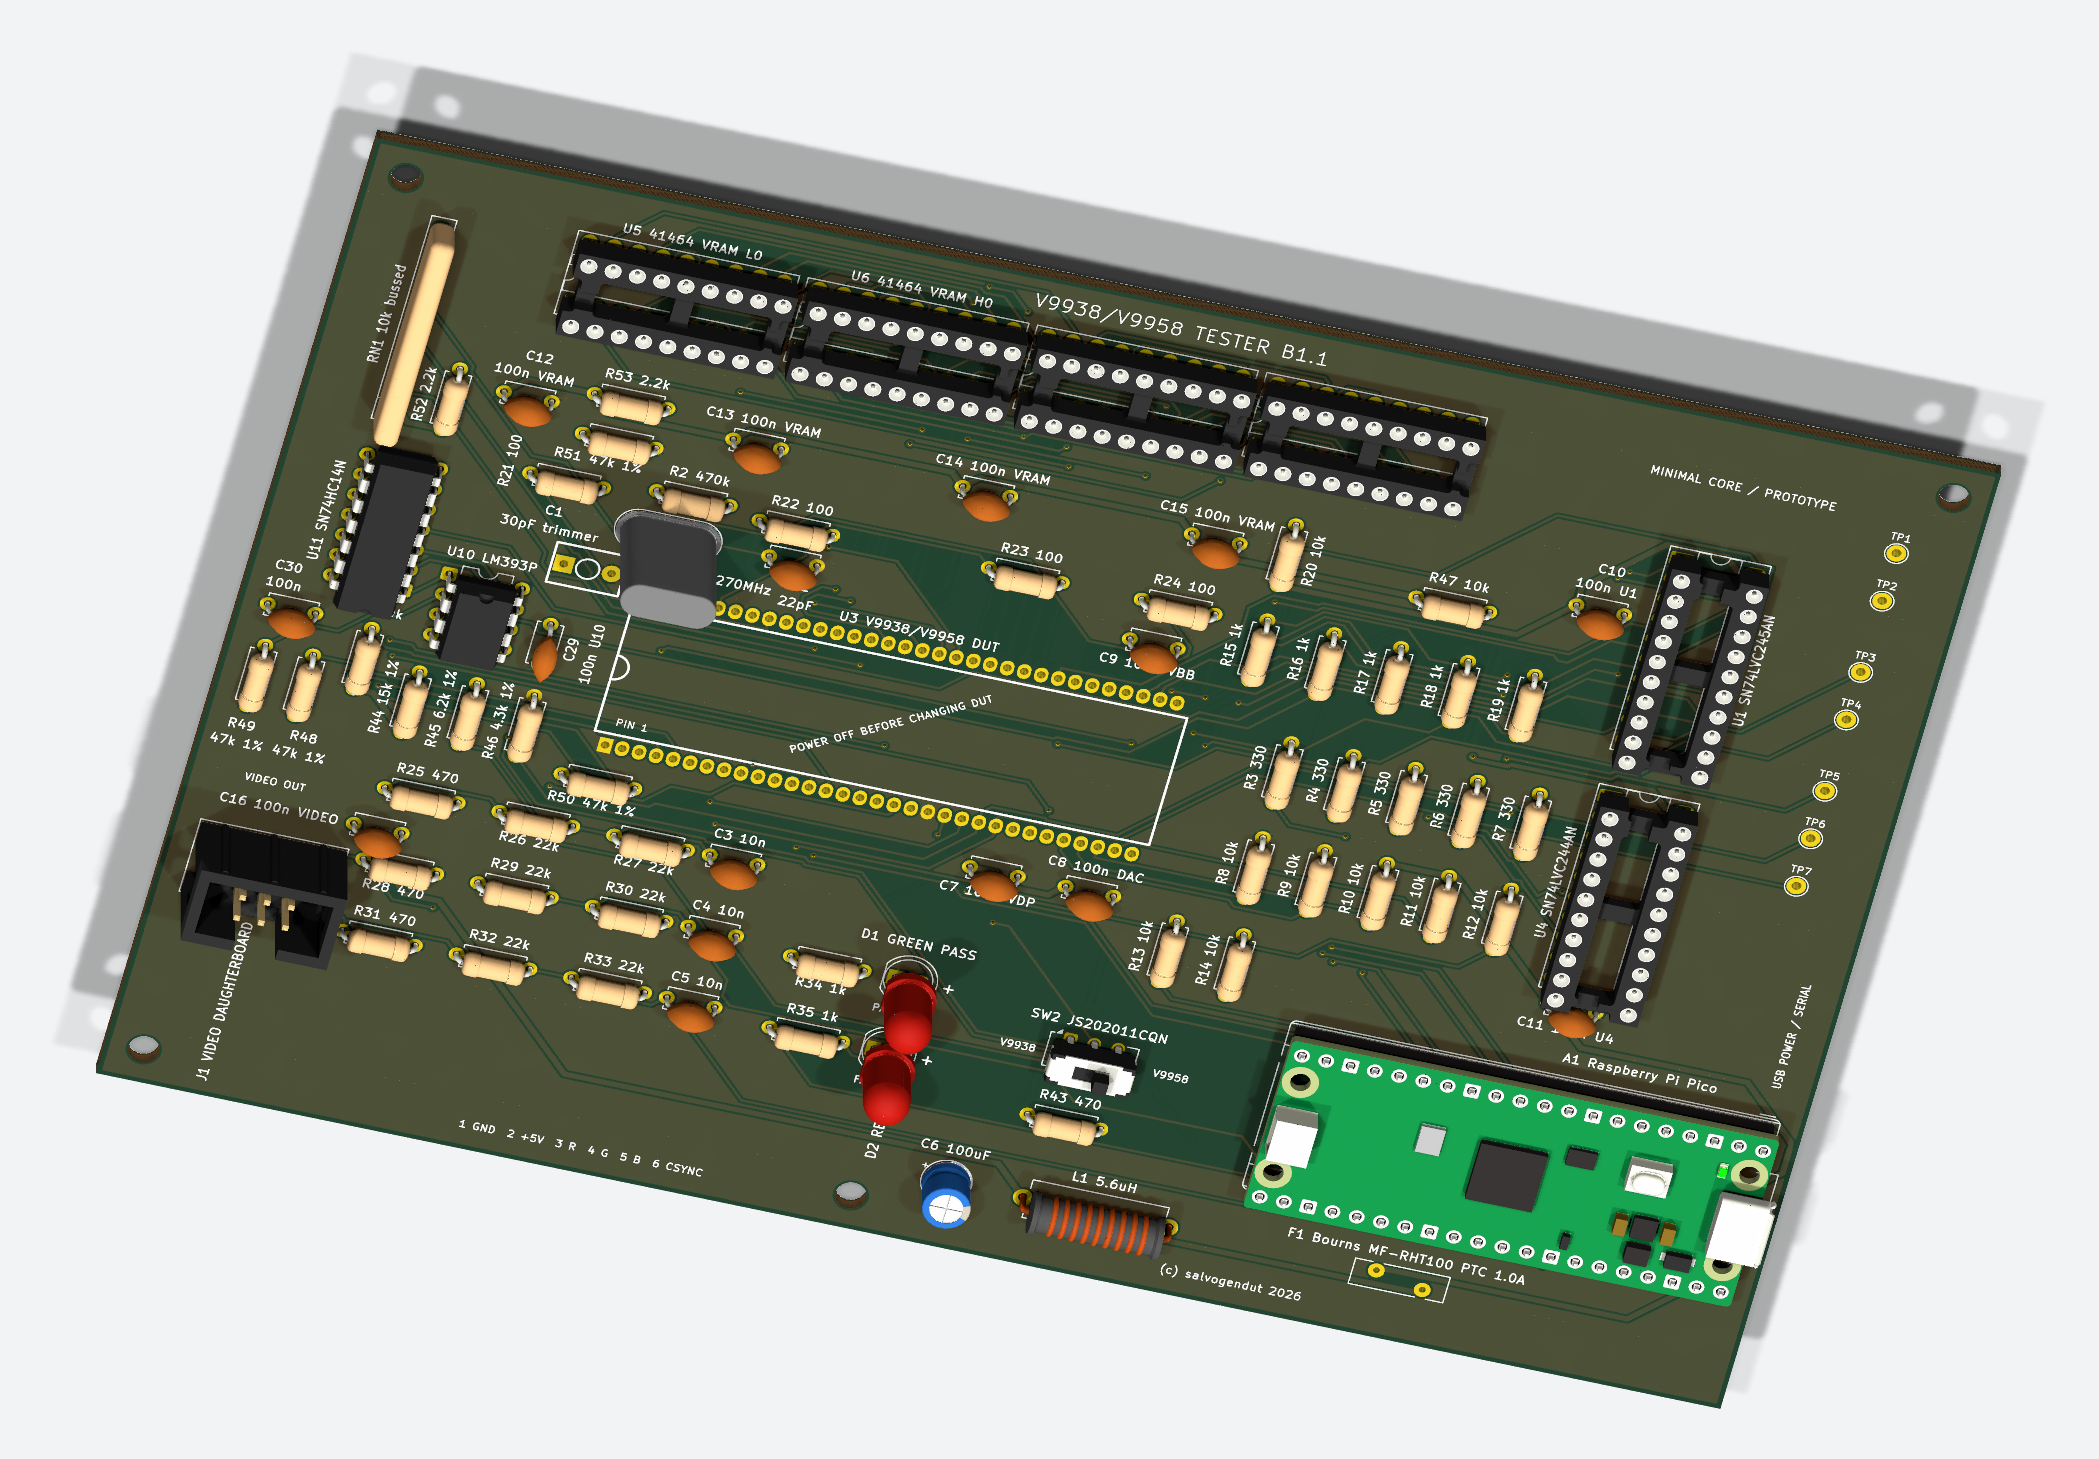 U5 41464 VRAM LO
U6 41464 VRAM HO
V9938/V9958 TESTER B1.1
MINIMAL CORE / PROTOTYPE
RN1 10k bussed
R52 2.2k
C12
100n VRAM
R53 2.2k
C13 100n VRAM
R51 47k 1%
R21 100
R2 470k
C14 100n VRAM
R22 100
C15 100n VRAM
R20 10k
C1
30pF trimmer
U11 SN74HC14N
U10 LM393P
C30
100n
R23 100
R24 100
R47 10k
C10
100n U1
TP1
TP2
TP3
TP4
TP5
TP6
TP7
U1 SN74LVC245AN
270MHz 22pF
U3 V9938/V9958 DUT
C29
100n U10
C9
VBB
R15 1k
R16 1k
R17 1k
R18 1k
R19 1k
PIN 1
POWER OFF BEFORE CHANGING DUT
R49
47k 1%
R48
47k 1%
R44 15k 1%
R45 6.2k 1%
R46 4.3k 1%
R3 330
R4 330
R5 330
R6 330
R7 330
U4 SN74LVC244AN
VIDEO OUT
C16 100n VIDEO
R25 470
R50 47k 1%
R26 22k
R27 22k
C3 10n
R28 470
R29 22k
R30 22k
C4 10n
C7
VDP
C8 100n DAC
R8 10k
R9 10k
R10 10k
R11 10k
R12 10k
R13 10k
R14 10k
R31 470
R32 22k
R33 22k
C5 10n
R34 1k
R35 1k
D1 GREEN PASS
+
+
D2
SW2 JS202011CQN
V9938
V9958
R43 470
C11
U4
A1 Raspberry Pi Pico
USB POWER / SERIAL
J1 VIDEO DAUGHTERBOARD
1 GND 2 +5V 3 R 4 G 5 B 6 CSYNC
C6 100uF
+
L1 5.6uH
F1 Bourns MF-RHT100 PTC 1.0A
(c) salvogendut 2026